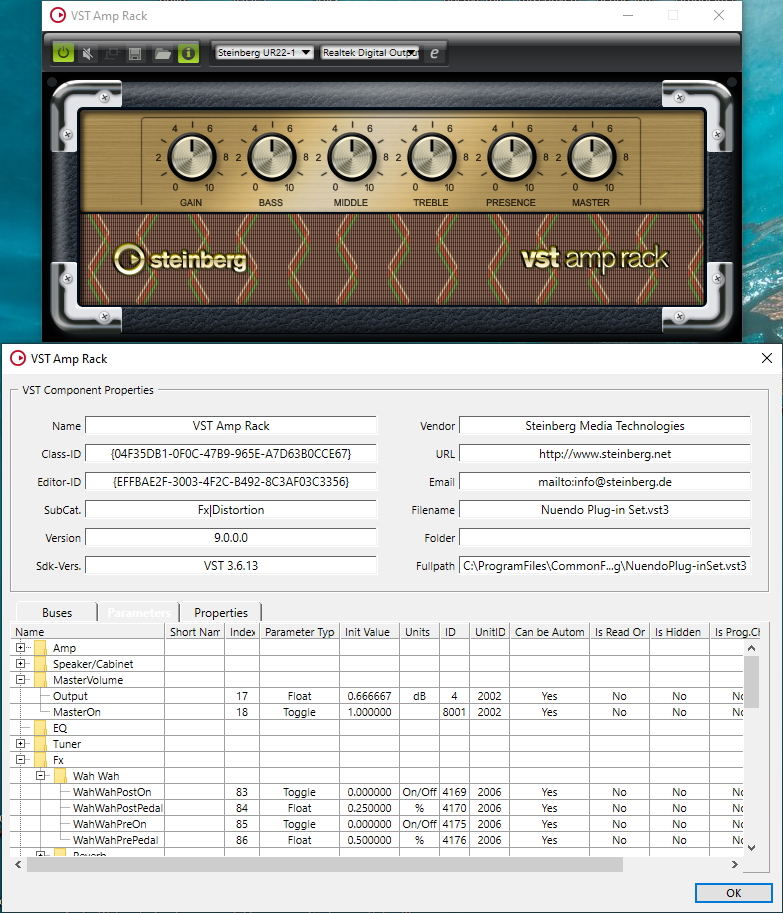 VST Amp Rack
Steinberg UR22-1 Realtek Digital Output e
4 6 4 6 4 6 4 6 4 6 4 6
2 8 2 8 2 8 2 8 2 8 2 8
0 10 0 10 0 10 0 10 0 10 0 10
GAIN BASS MIDDLE TREBLE PRESENCE MASTER
steinberg vst amp rack
VST Amp Rack
VST Component Properties
Name VST Amp Rack Vendor Steinberg Media Technologies
Class-ID {04F35DB1-0F0C-47B9-965E-A7D63B0CCE67} URL http://www.steinberg.net
Editor-ID {EFFBAE2F-3003-4F2C-B492-8C3AF03C3356} Email mailto:info@steinberg.de
SubCat. Fx|Distortion Filename Nuendo Plug-in Set.vst3
Version 9.0.0.0 Folder
Sdk-Vers. VST 3.6.13 Fullpath C:\ProgramFiles\CommonF...g\NuendoPlug-inSet.vst3
Buses Parameters Properties
Name Short Nam Index Parameter Typ Init Value Units ID UnitID Can be Autom Is Read Or Is Hidden Is Prog.Ch
Amp
Speaker/Cabinet
MasterVolume
Output 17 Float 0.666667 dB 4 2002 Yes No No No
MasterOn 18 Toggle 1.000000 8001 2002 Yes No No No
EQ
Tuner
Fx
Wah Wah
WahWahPostOn 83 Toggle 0.000000 On/Off 4169 2006 Yes No No No
WahWahPostPedal 84 Float 0.250000 % 4170 2006 Yes No No No
WahWahPreOn 85 Toggle 0.000000 On/Off 4175 2006 Yes No No No
WahWahPrePedal 86 Float 0.500000 % 4176 2006 Yes No No No
Reverb
OK